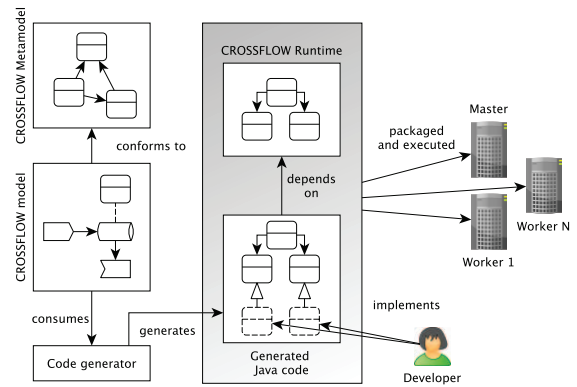 CROSSFLOW Metamodel
CROSSFLOW Runtime
Master
packaged
and executed
conforms to
CROSSFLOW model
depends
on
Worker N
Worker 1
consumes
generates
implements
Code generator
Generated
Java code
Developer